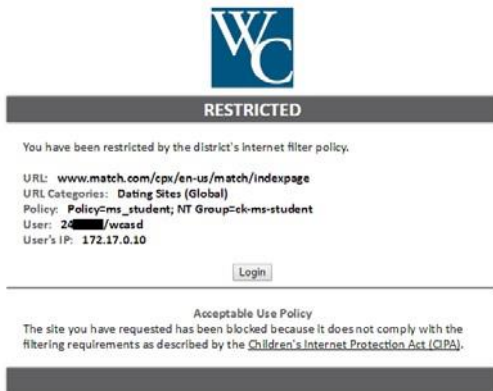 WC
RESTRICTED
You have been restricted by the district's internet filter policy.
URL: www.match.com/cpx/en-us/match/indexpage
URL Categories: Dating Sites (Global)
Policy: Policy=ms_student; NT Group=ck-ms-student
User: 24 /wcasd
User's IP: 172.17.0.10
Login
Acceptable Use Policy
The site you have requested has been blocked because it does not comply with the
filtering requirements as described by the Children's Internet Protection Act (CIPA).